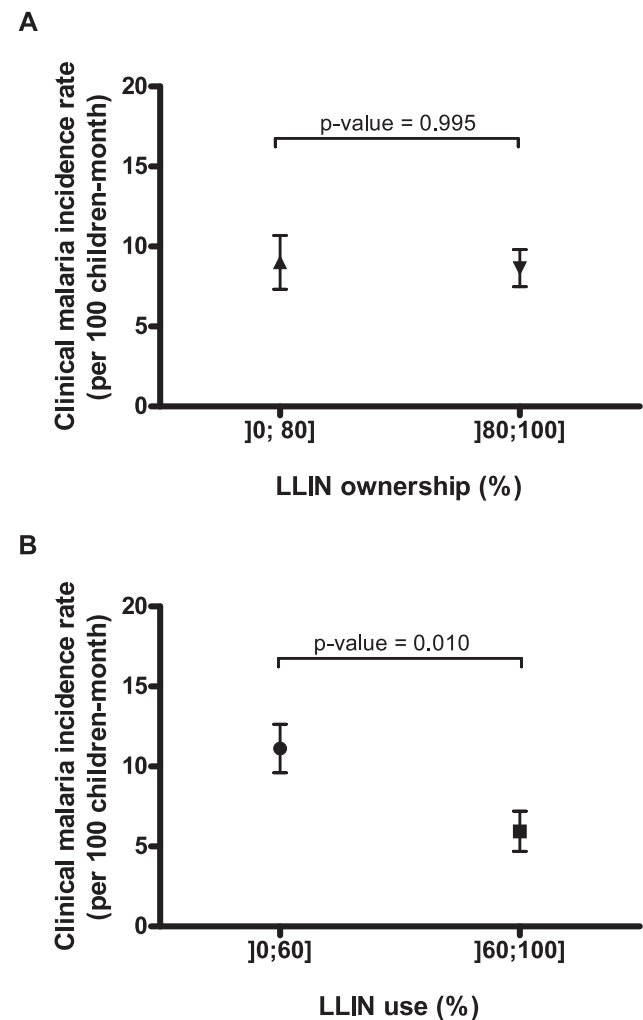 A
Clinical malaria incidence rate
(per 100 children-month)
20
15
10
5
0
p-value = 0.995
]0; 80]
]80;100]
LLIN ownership (%)
B
Clinical malaria incidence rate
(per 100 children-month)
20
15
10
5
0
p-value = 0.010
]0;60]
]60;100]
LLIN use (%)